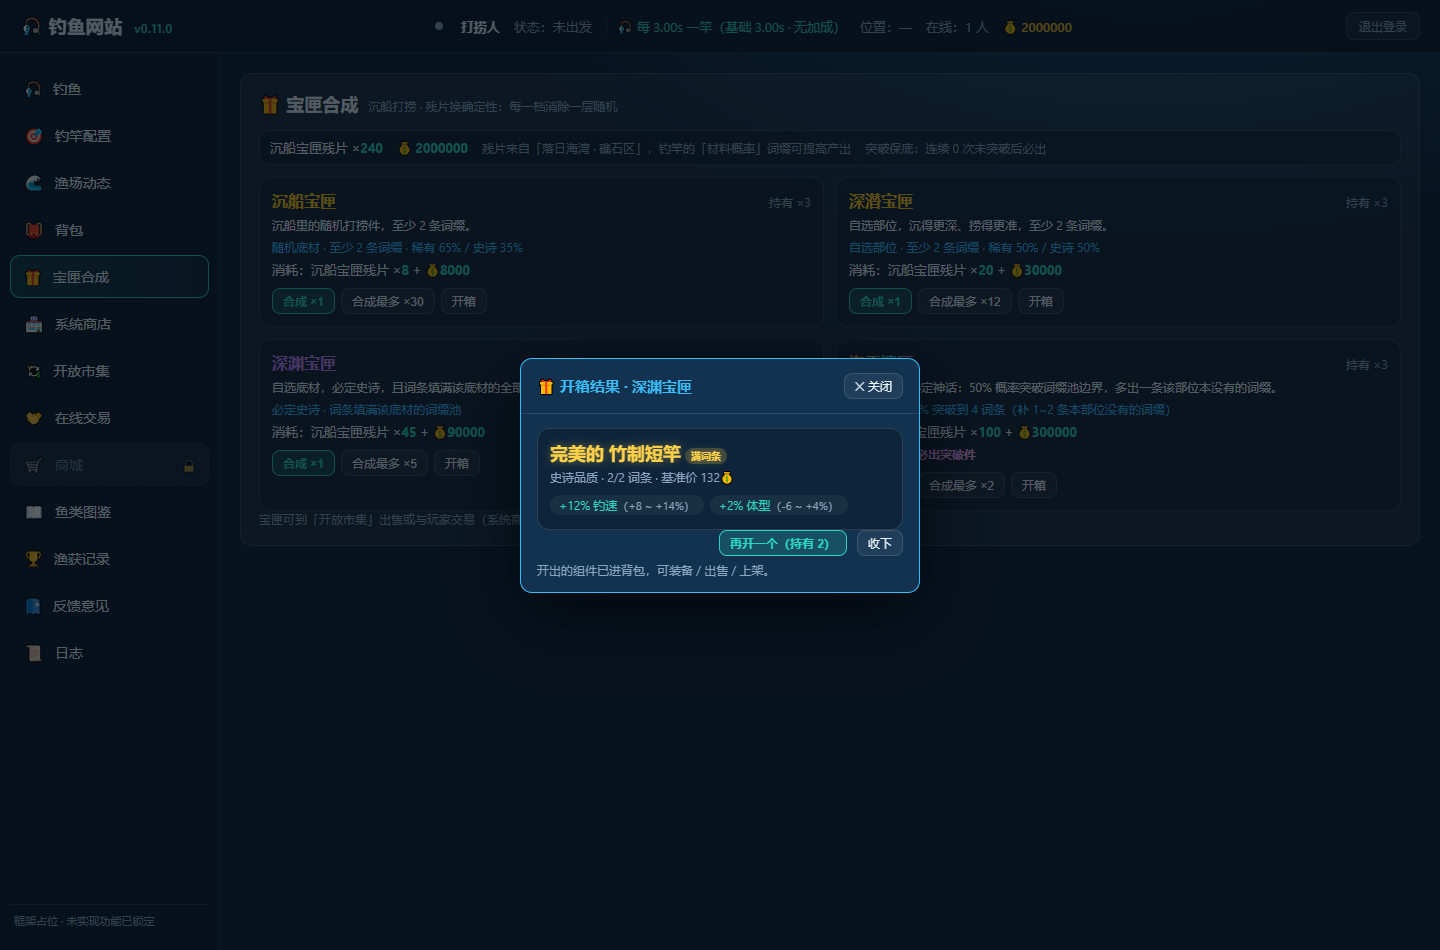 钓鱼网站 v0.11.0
打捞人 状态：未出发 每 3.00s 一竿（基础 3.00s · 无加成） 位置：— 在线：1 人 2000000
退出登录
钓鱼
钓竿配置
渔场动态
背包
宝匣合成
系统商店
开放市集
在线交易
商城
鱼类图鉴
渔获记录
反馈意见
日志
框架占位 · 未实现功能已锁定
宝匣合成 沉船打捞 · 残片换确定性：每一档消除一层随机
沉船宝匣残片 ×240 2000000 残片来自「落日海湾 · 礁石区」，钓竿的「材料概率」词缀可提高产出 突破保底：连续 0 次未突破后必出
沉船宝匣 持有 ×3
沉船里的随机打捞件，至少 2 条词缀。
随机底材 · 至少 2 条词缀 · 稀有 65% / 史诗 35%
消耗：沉船宝匣残片 ×8 + 8000
合成 ×1 合成最多 ×30 开箱
深潜宝匣 持有 ×3
自选部位，沉得更深、捞得更准，至少 2 条词缀。
自选部位 · 至少 2 条词缀 · 稀有 50% / 史诗 50%
消耗：沉船宝匣残片 ×20 + 30000
合成 ×1 合成最多 ×12 开箱
深渊宝匣
自选底材，必定史诗，且词条填满该底材的全部
必定史诗 · 词条填满该底材的词缀池
消耗：沉船宝匣残片 ×45 + 90000
合成 ×1 合成最多 ×5 开箱
持有 ×3
定神话：50% 概率突破词缀池边界，多出一条该部位本没有的词缀。
% 突破到 4 词条（补 1~2 条本部位没有的词缀）
宝匣残片 ×100 + 300000
必出突破件
合成最多 ×2 开箱
宝匣可到「开放市集」出售或与玩家交易（系统商
开箱结果 · 深渊宝匣
✕ 关闭
完美的 竹制短竿 满词条
史诗品质 · 2/2 词条 · 基准价 132
+12% 钓速（+8 ~ +14%）
+2% 体型（-6 ~ +4%）
再开一个（持有 2）
收下
开出的组件已进背包，可装备 / 出售 / 上架。